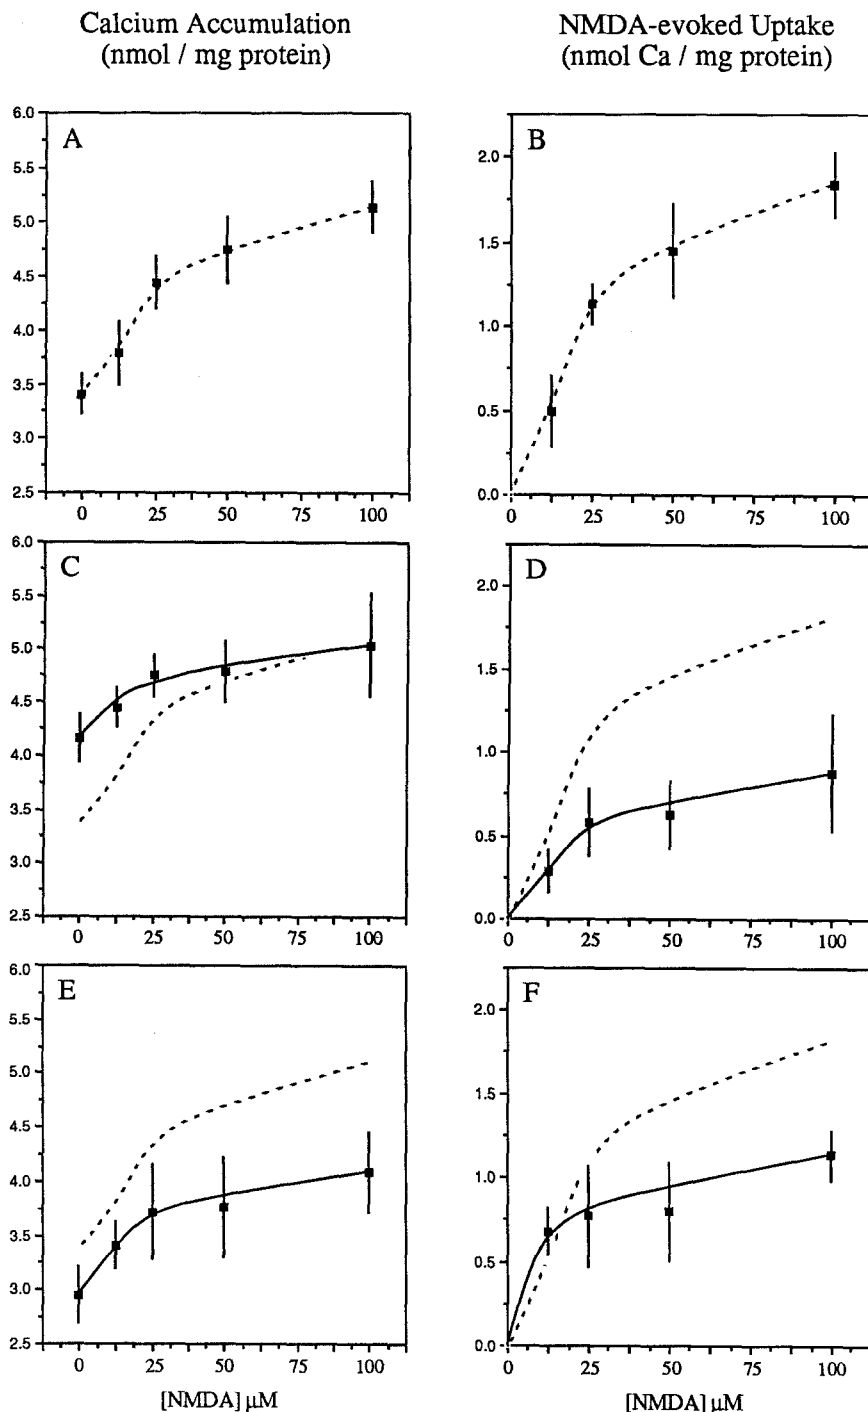 Calcium Accumulation
(nmol / mg protein)
NMDA-evoked Uptake
(nmol Ca / mg protein)
A
6.0
5.5
5.0
4.5
4.0
3.5
3.0
2.5
0 25 50 75 100
B
2.0
1.5
1.0
0.5
0.0
0 25 50 75 100
C
6.0
5.5
5.0
4.5
4.0
3.5
3.0
2.5
0 25 50 75 100
D
2.0
1.5
1.0
0.5
0.0
0 25 50 75 100
E
6.0
5.5
5.0
4.5
4.0
3.5
3.0
2.5
0 25 50 75 100
[NMDA] μM
F
2.0
1.5
1.0
0.5
0.0
0 25 50 75 100
[NMDA] μM